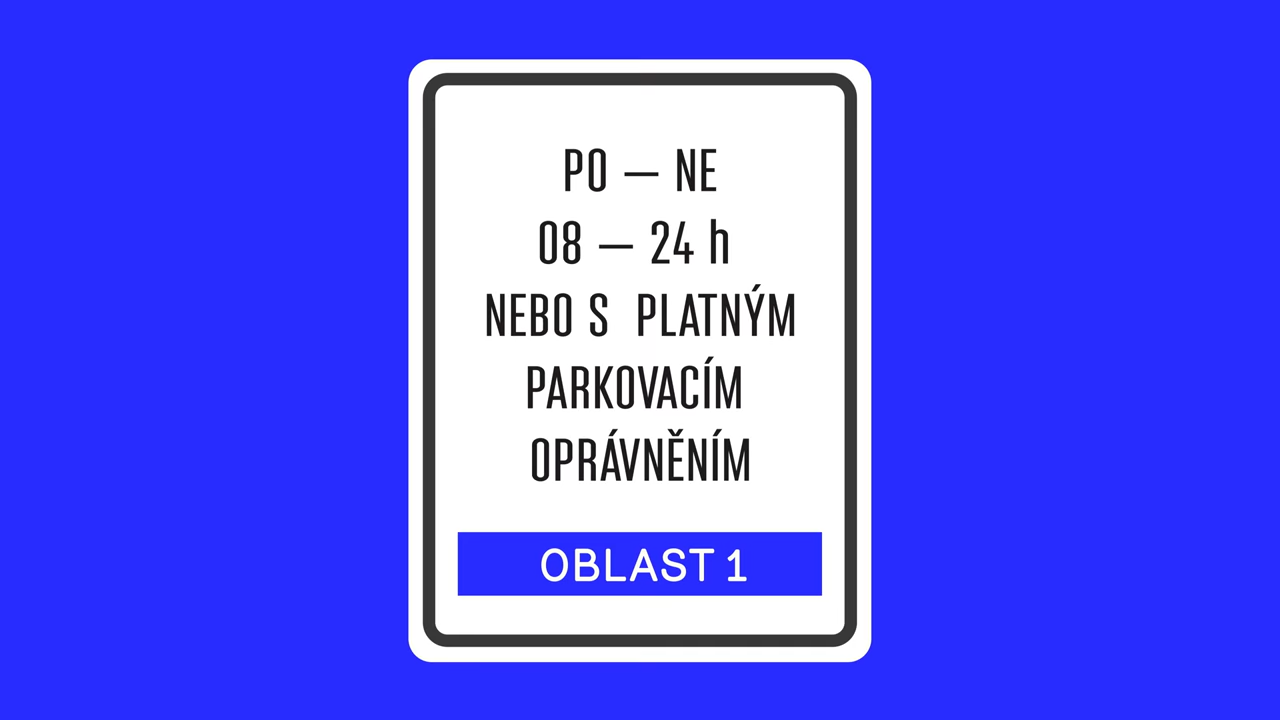 PO — NE
08 — 24 h
NEBO S PLATNÝM
PARKOVACÍM
OPRÁVNĚNÍM
OBLAST 1